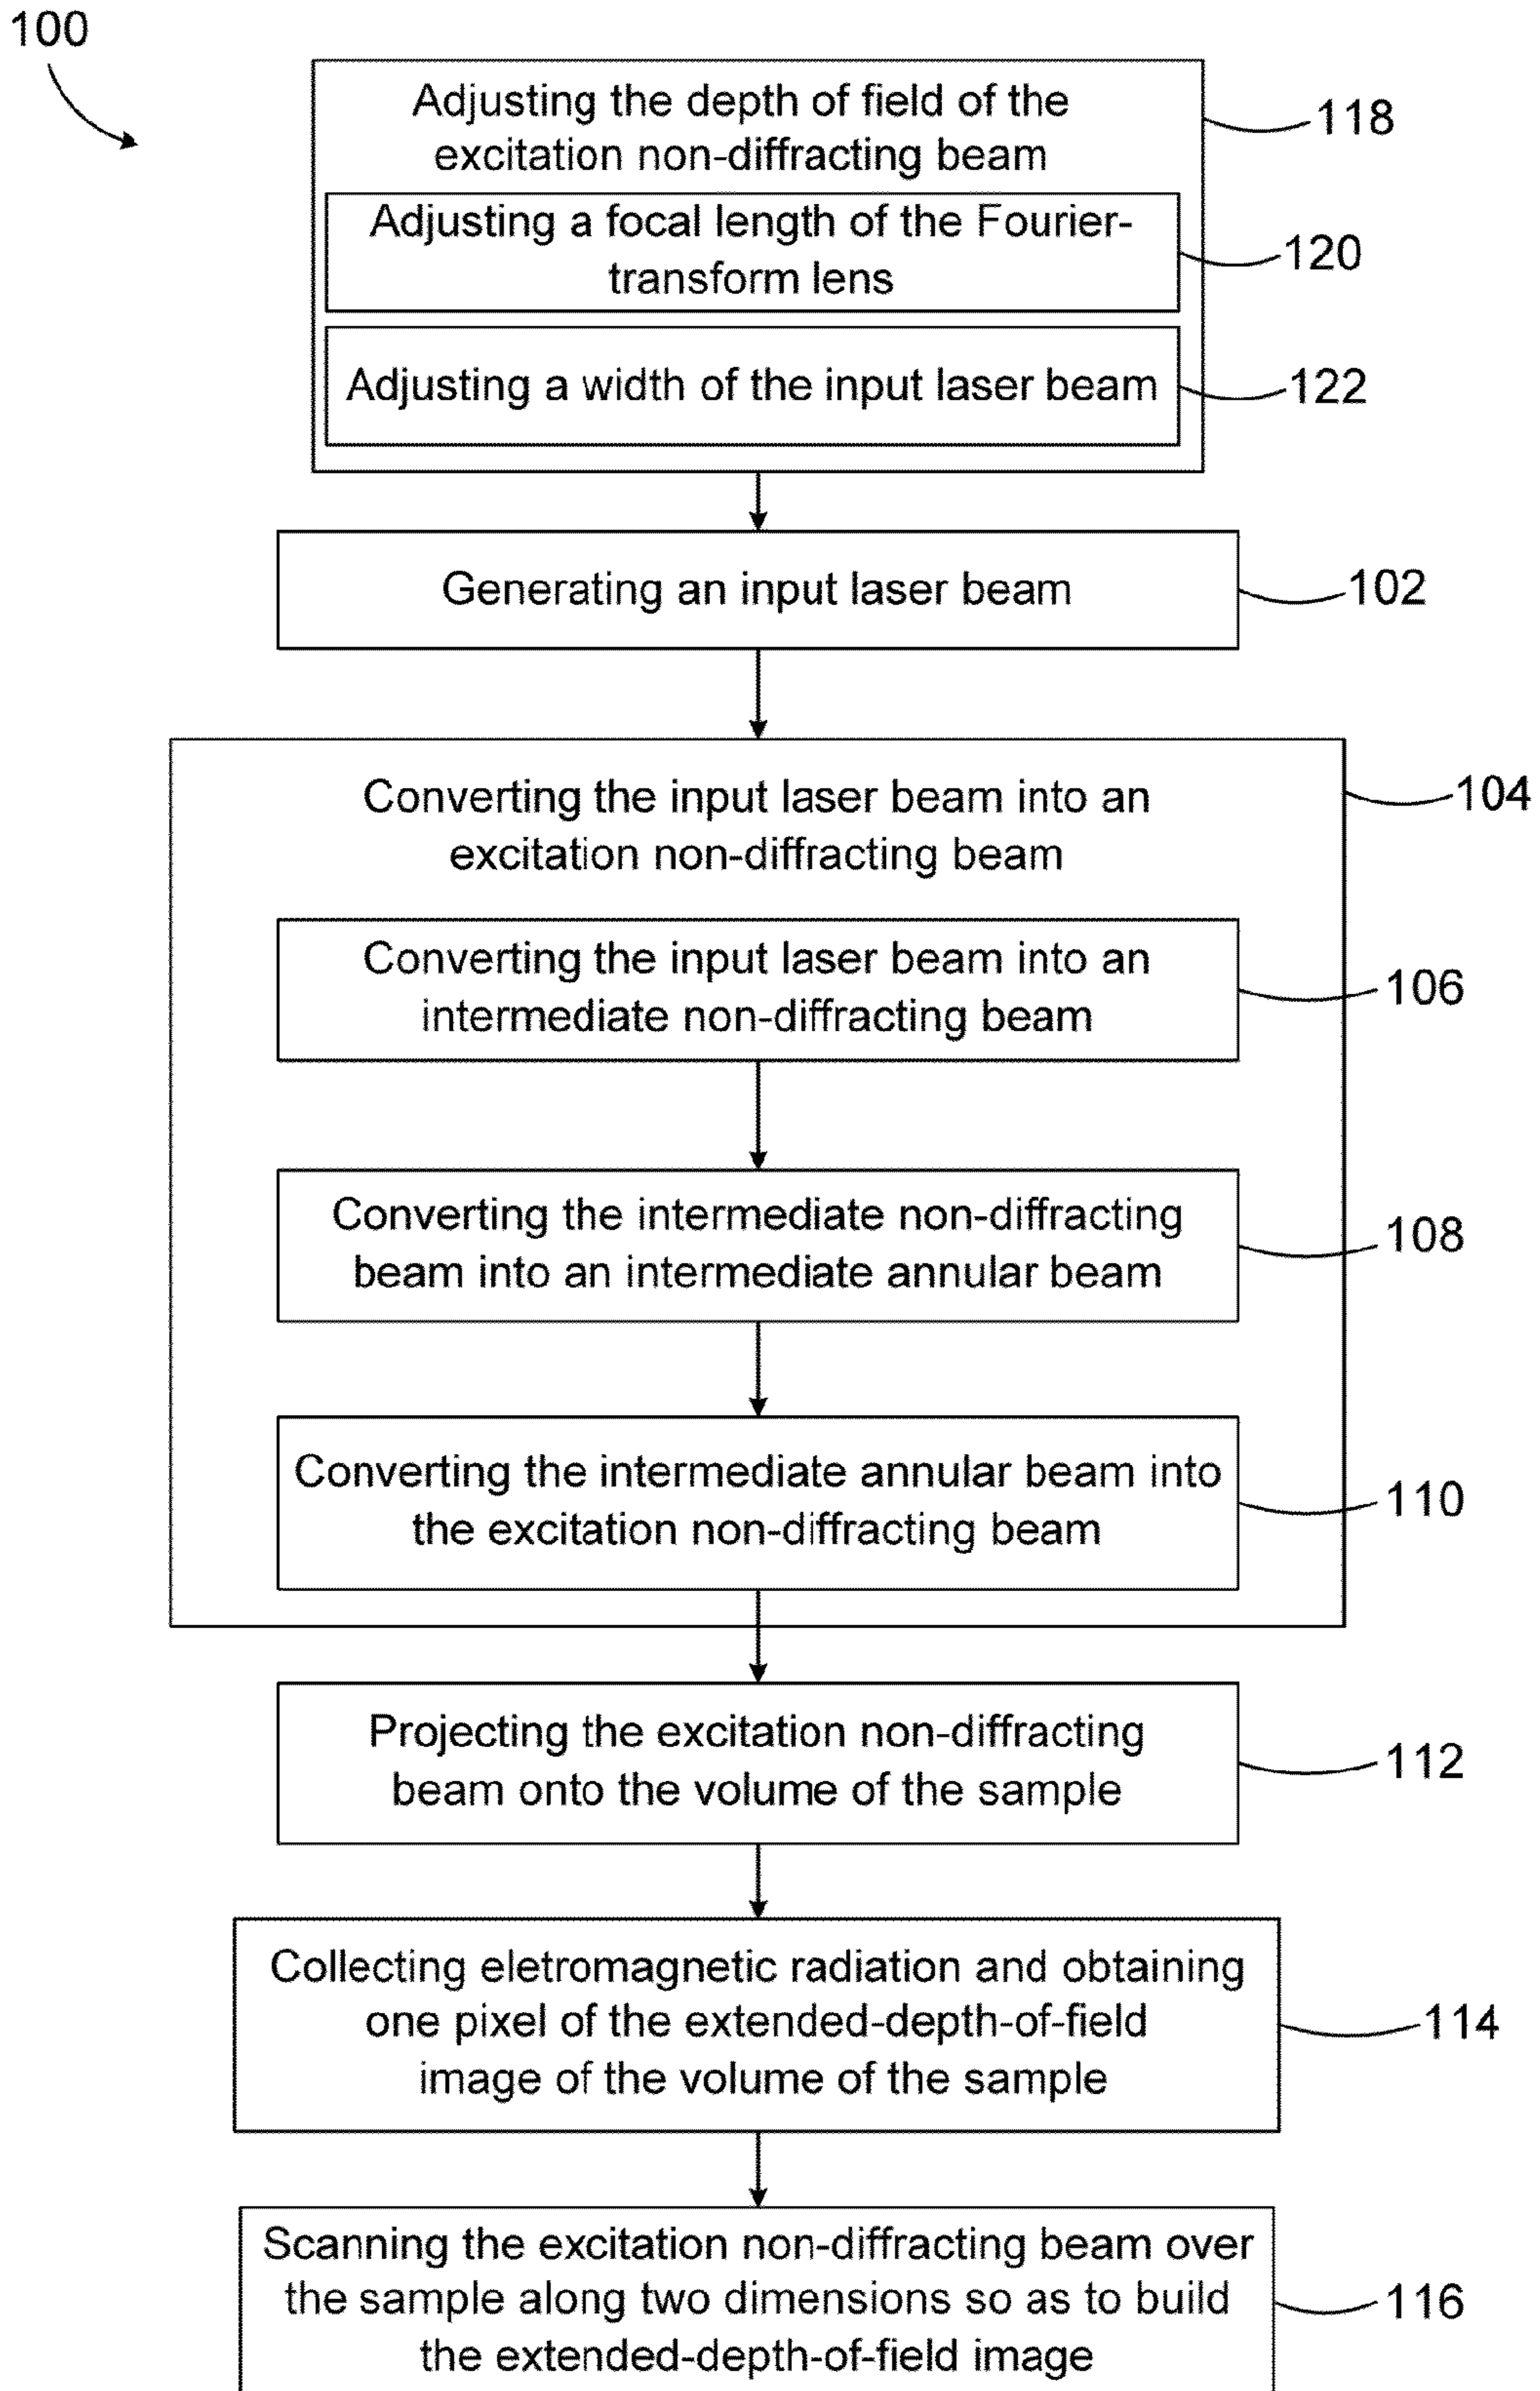 100
Adjusting the depth of field of the
excitation non-diffracting beam
118
Adjusting a focal length of the Fourier-
transform lens
120
Adjusting a width of the input laser beam
122
Generating an input laser beam
102
Converting the input laser beam into an
excitation non-diffracting beam
104
Converting the input laser beam into an
intermediate non-diffracting beam
106
Converting the intermediate non-diffracting
beam into an intermediate annular beam
108
Converting the intermediate annular beam into
the excitation non-diffracting beam
110
Projecting the excitation non-diffracting
beam onto the volume of the sample
112
Collecting eletromagnetic radiation and obtaining
one pixel of the extended-depth-of-field
image of the volume of the sample
114
Scanning the excitation non-diffracting beam over
the sample along two dimensions so as to build
the extended-depth-of-field image
116